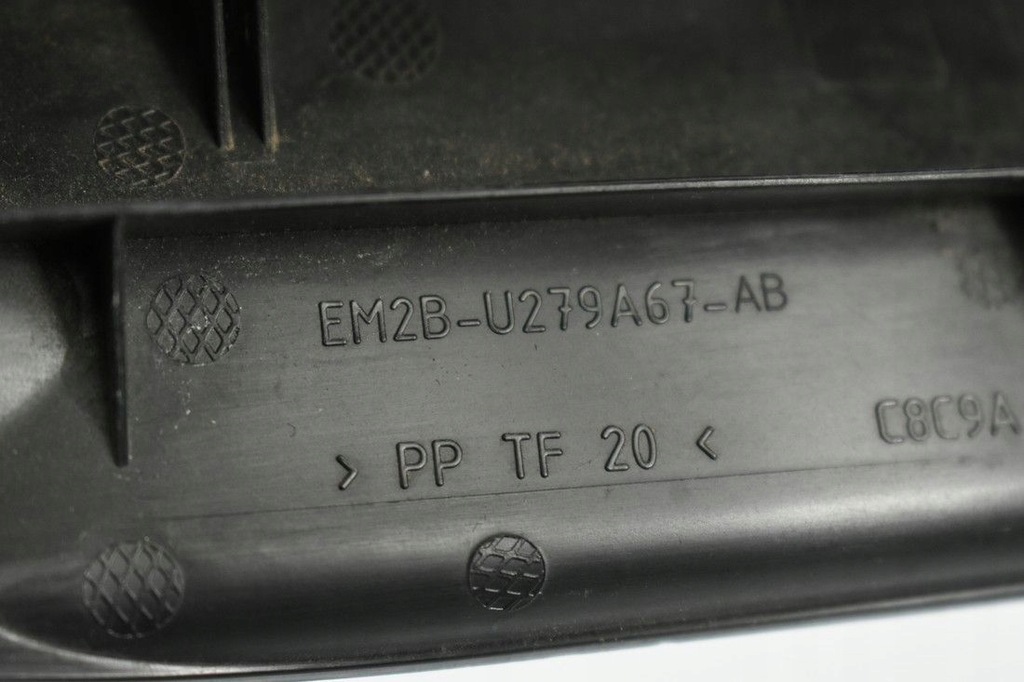 EM2B-U279A67-AB
> PP TF 20 <
C8C9A